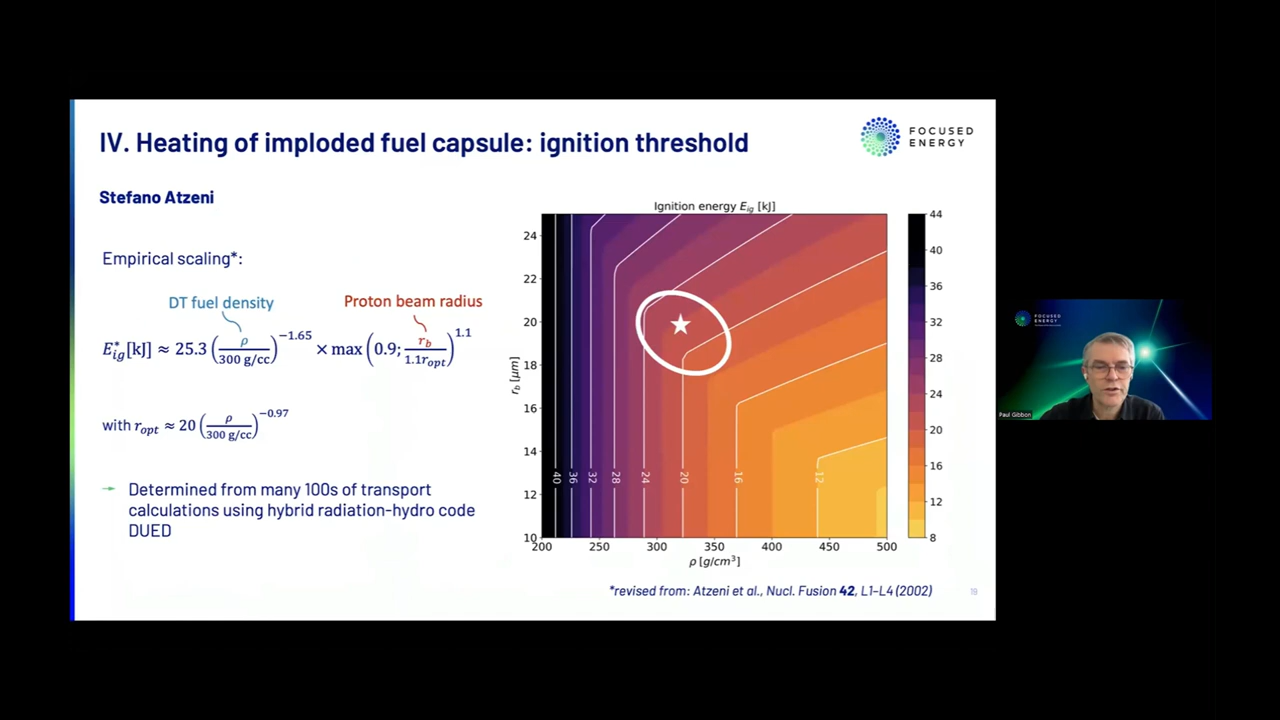 IV. Heating of imploded fuel capsule: ignition threshold
FOCUSED
ENERGY
Stefano Atzeni
Empirical scaling*:
DT fuel density
Proton beam radius
E*ig[kJ] ≈ 25.3 (ρ / 300 g/cc)^−1.65 × max (0.9; rb / 1.1ropt)^1.1
with ropt ≈ 20 (ρ / 300 g/cc)^−0.97
→ Determined from many 100s of transport
calculations using hybrid radiation-hydro code
DUED
Ignition energy Eig [kJ]
rb [μm]
24
22
20
18
16
14
12
10
40 36 32 28 24 20 16 12
200 250 300 350 400 450 500
ρ [g/cm³]
44
40
36
32
28
24
20
16
12
8
*revised from: Atzeni et al., Nucl. Fusion 42, L1–L4 (2002)
19
FOCUSED
ENERGY
Paul Gibbon